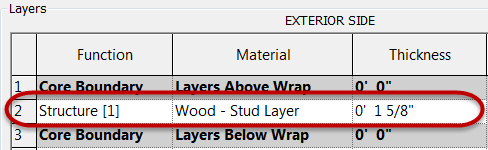 Layers
EXTERIOR SIDE
Function Material Thickness
1 Core Boundary Layers Above Wrap 0' 0"
2 Structure [1] Wood - Stud Layer 0' 1 5/8"
3 Core Boundary Layers Below Wrap 0' 0"